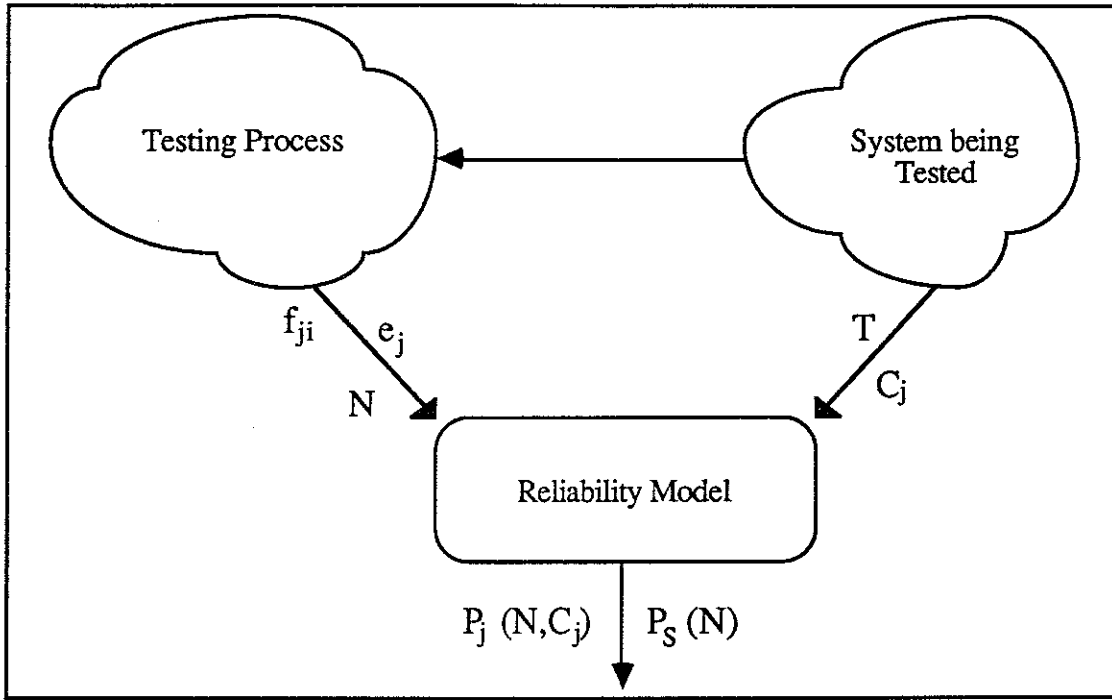 Testing Process
System being
Tested
f_ji
e_j
N
T
C_j
Reliability Model
P_j (N,C_j)
P_S (N)